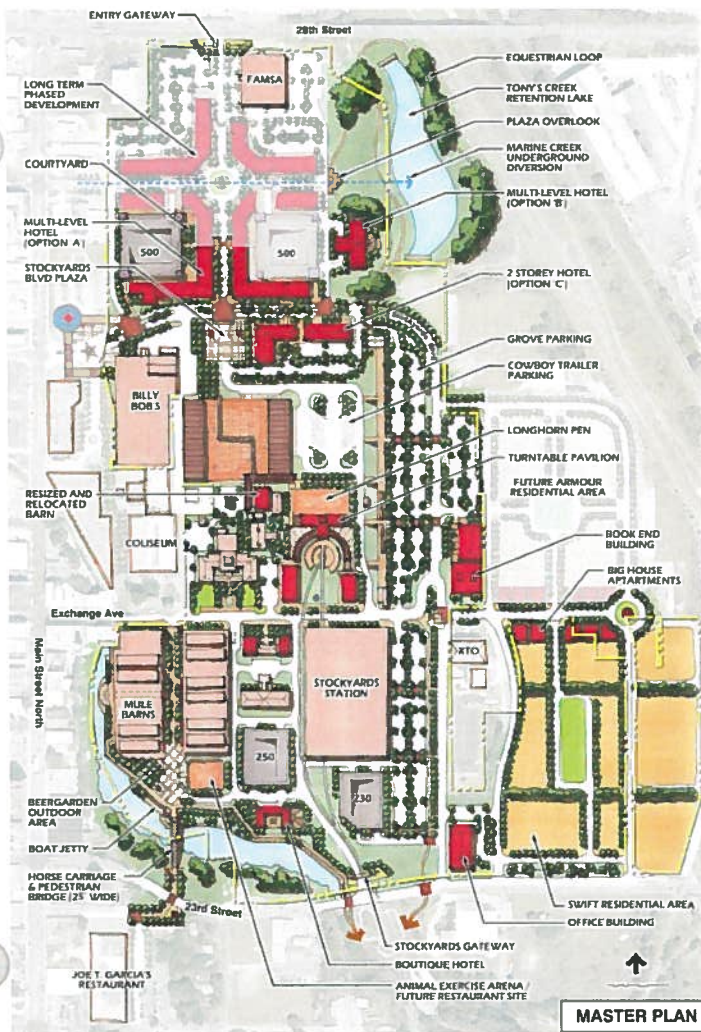 ENTRY GATEWAY
28th Street
FAMSA
LONG TERM
PHASED
DEVELOPMENT
COURTYARD
MULTI-LEVEL
HOTEL
(OPTION A')
STOCKYARDS
BLVD PLAZA
500
500
EQUESTRIAN LOOP
TONY'S CREEK
RETENTION LAKE
PLAZA OVERLOOK
MARINE CREEK
UNDERGROUND
DIVERSION
MULTI-LEVEL HOTEL
(OPTION 'B')
2 STOREY HOTEL
(OPTION 'C')
GROVE PARKING
COWBOY TRAILER
PARKING
BILLY
BOB'S
LONGHORN PEN
TURNTABLE PAVILION
FUTURE ARMOUR
RESIDENTIAL AREA
RESIZED AND
RELOCATED
BARN
COLISEUM
BOOK END
BUILDING
BIG HOUSE
APTARTMENTS
Exchange Ave
Main Street North
XTO
STOCKYARDS
STATION
MULE
BARNS
250
230
BEERGARDEN
OUTDOOR
AREA
BOAT JETTY
HORSE CARRIAGE
& PEDESTRIAN
BRIDGE (25' WIDE)
23rd Street
SWIFT RESIDENTIAL AREA
OFFICE BUILDING
STOCKYARDS GATEWAY
BOUTIQUE HOTEL
ANIMAL EXERCISE ARENA /
FUTURE RESTAURANT SITE
JOE T. GARCIA'S
RESTAURANT
MASTER PLAN